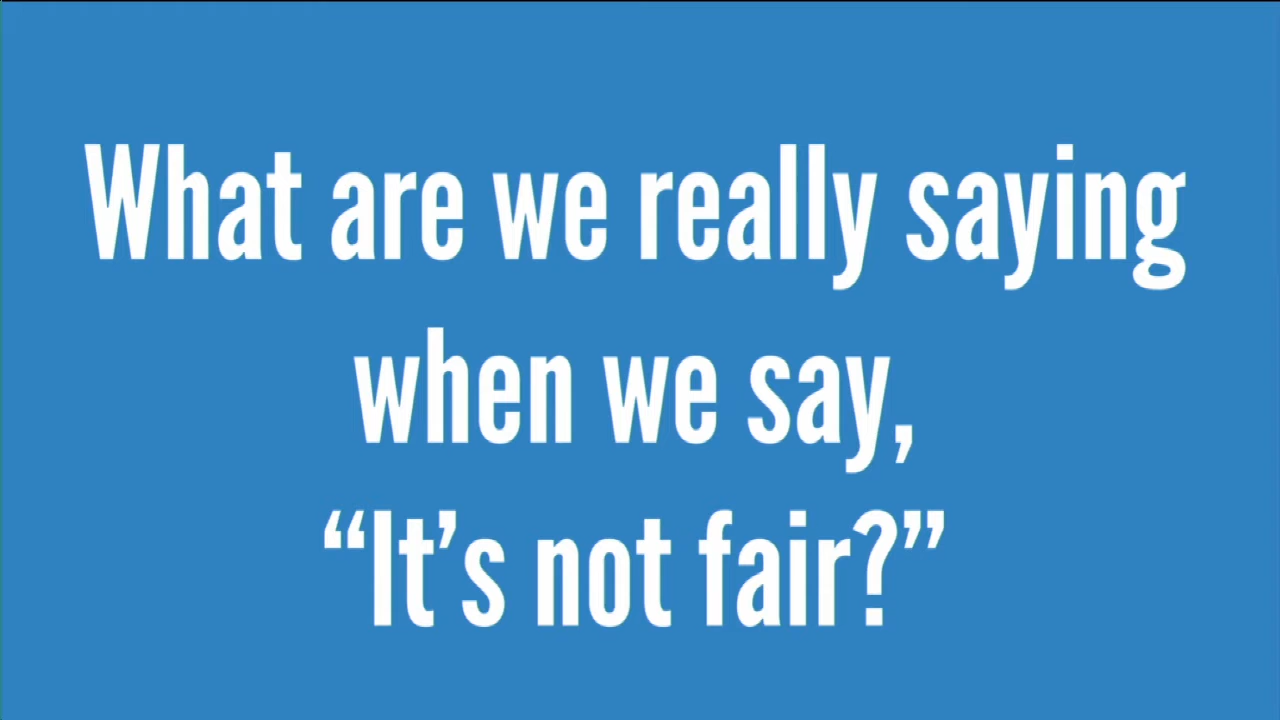 What are we really saying
when we say,
“It’s not fair?”